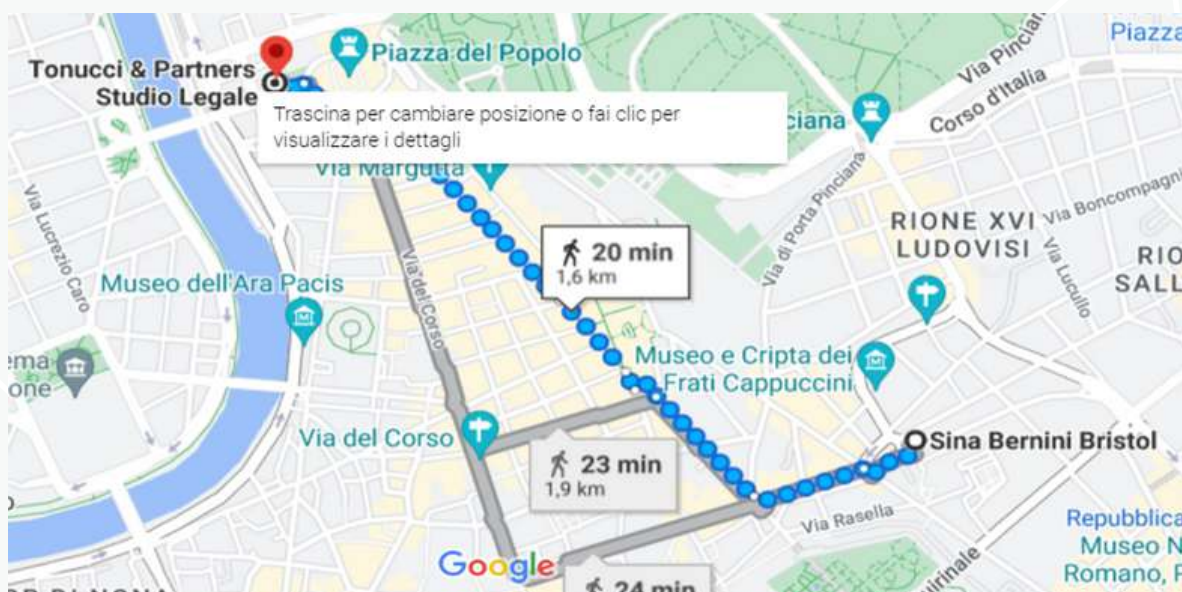 Piazza
Tonucci & Partners
Studio Legale
Piazza del Popolo
Via Pinciana
Corso d'Italia
Trascina per cambiare posizione o fai clic per
visualizzare i dettagli
ciana
Via Margutta
Via di Porta Pinciana
RIONE XVI
LUDOVISI
Via Boncompagni
Via Lucullo
RIO
SALL
Via Lucrezio Caro
20 min
1,6 km
Museo dell'Ara Pacis
Via del Corso
Museo e Cripta dei
Frati Cappuccini
ema
one
Via del Corso
23 min
1,9 km
Sina Bernini Bristol
Via Rasella
Repubblica
Museo N
Romano, P
uirinale
Google
24 min